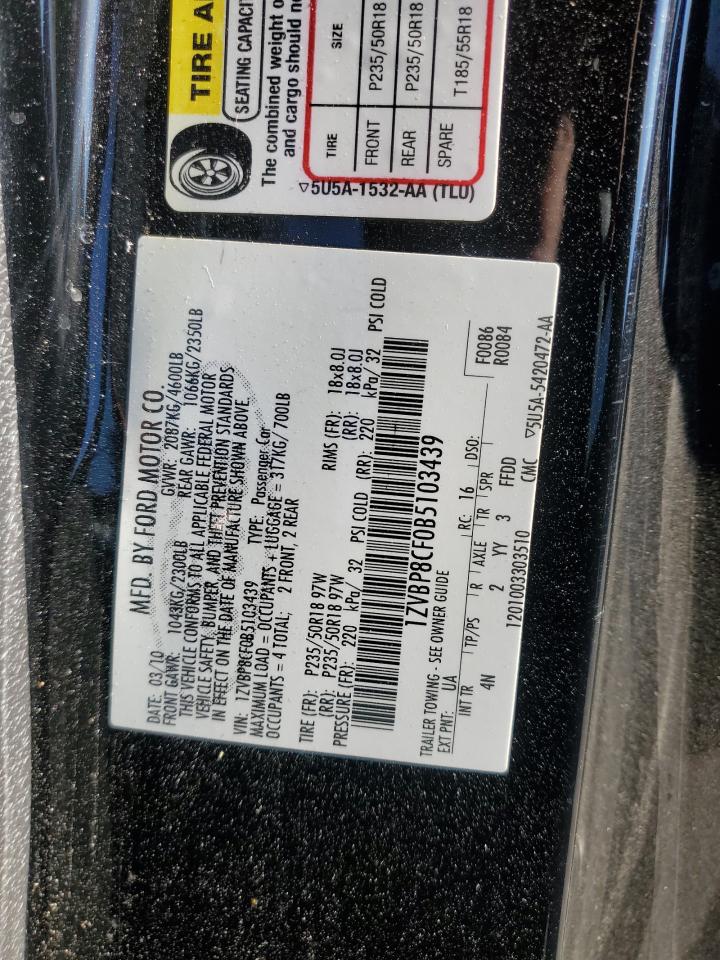 MFD. BY FORD MOTOR CO.
DATE: 03/10 GVWR: 2087KG/4600LB
FRONT GAWR: 1043KG/2300LB REAR GAWR: 1066KG/2350LB
THIS VEHICLE CONFORMS TO ALL APPLICABLE FEDERAL MOTOR
VEHICLE SAFETY, BUMPER, AND THEFT PREVENTION STANDARDS
IN EFFECT ON THE DATE OF MANUFACTURE SHOWN ABOVE.
VIN: 1ZVBP8CF0B5103439 TYPE: Passenger Car
MAXIMUM LOAD = OCCUPANTS + LUGGAGE = 317KG/ 700LB
OCCUPANTS = 4 TOTAL; 2 FRONT, 2 REAR
TIRE (FR): P235/50R18 97W RIMS (FR): 18x8.0J
(RR): P235/50R18 97W (RR): 18x8.0J
PRESSURE (FR): 220 kPa/ 32 PSI COLD (RR): 220 kPa/ 32 PSI COLD
1ZVBP8CF0B5103439
TRAILER TOWING - SEE OWNER GUIDE
EXT PNT: UA RC: 16 DSO: F0086
R0084
INT TR TP/PS R AXLE TR SPR
4N 2 YY 3 FFDD
1201003303510 CMC ▽5U5A-5420472-AA
TIRE A
SEATING CAPACIT
The combined weight o
and cargo should ne
TIRE SIZE
FRONT P235/50R18
REAR P235/50R18
SPARE T185/55R18
▽5U5A-1532-AA (TLU)